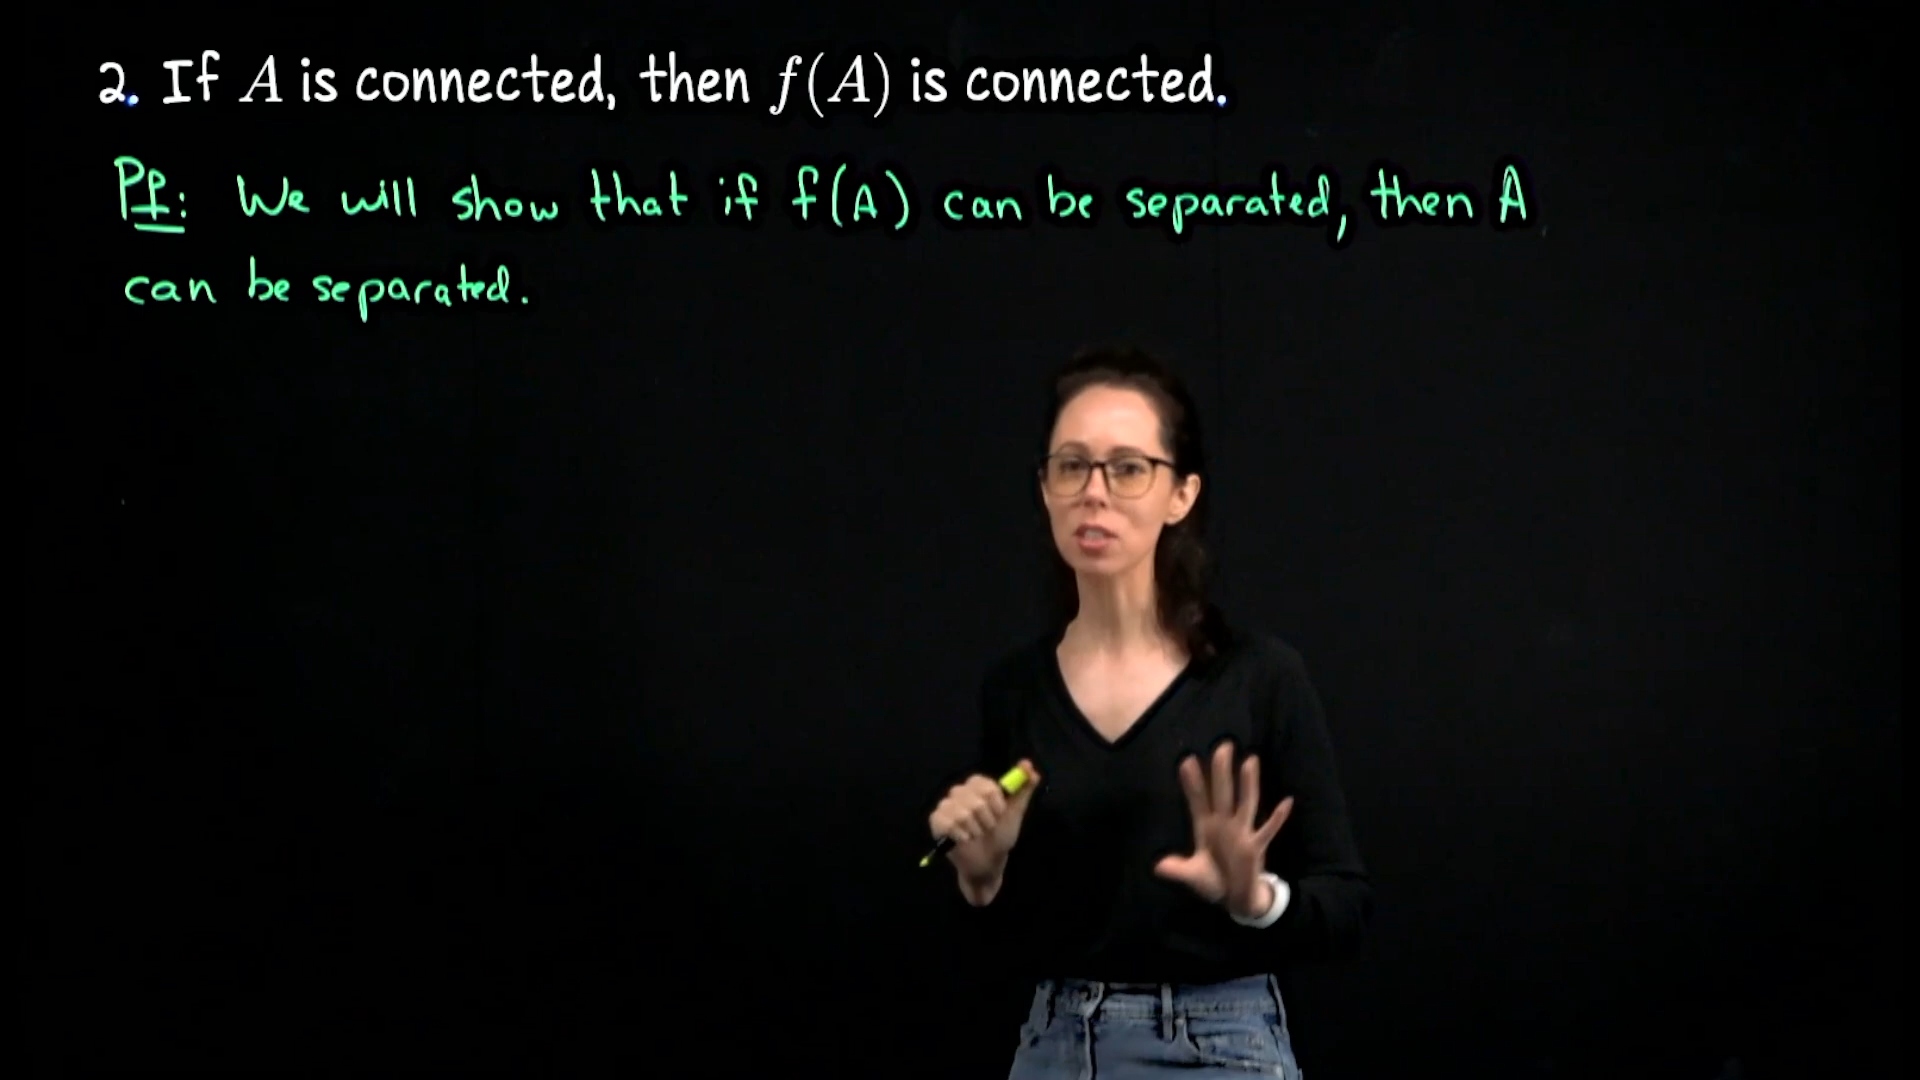 2. If A is connected, then f(A) is connected.
Pf: We will show that if f(A) can be separated, then A
can be separated.